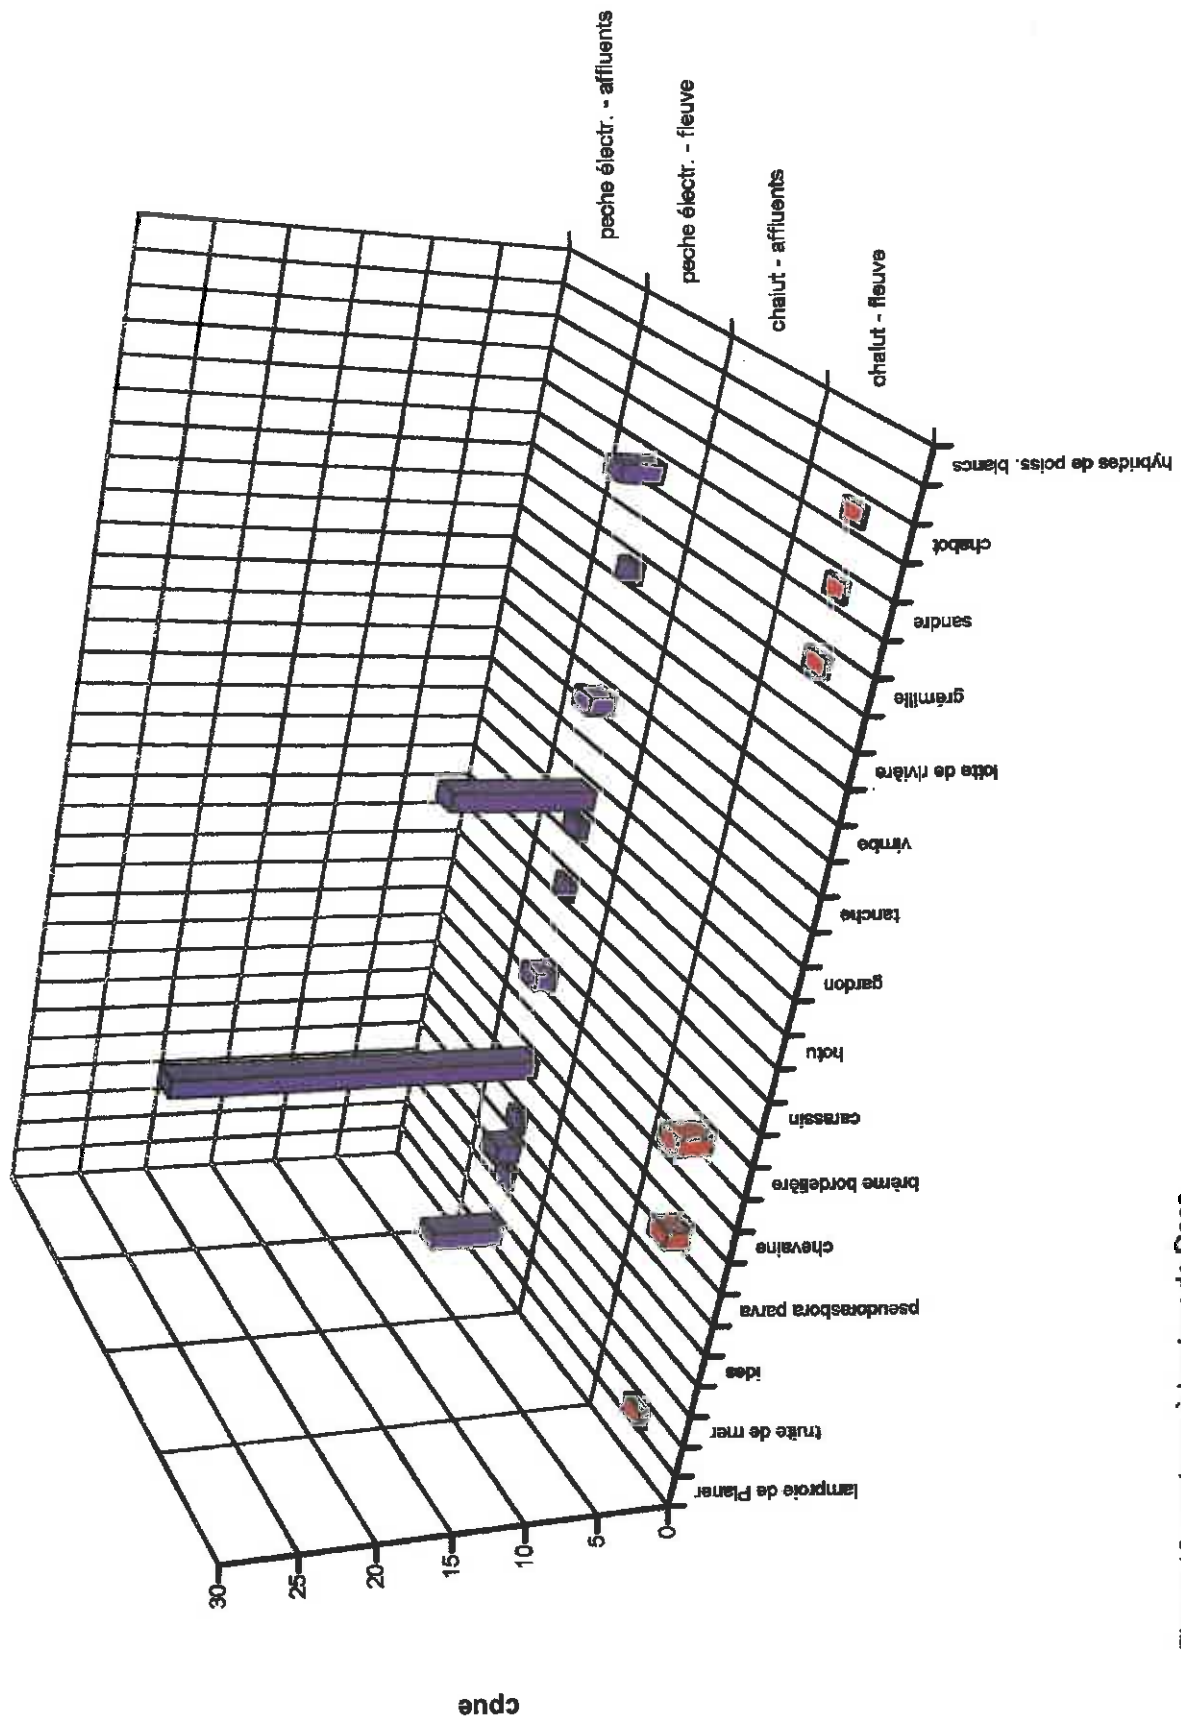 peche électr. - affluents
peche électr. - fleuve
chalut - affluents
chalut - fleuve
cpue
30
25
20
15
10
5
0
lamproie de Planer
truite de mer
ides
pseudorasbora parva
chevaine
brème bordelière
carassin
hotu
gardon
tanche
vimbe
lotte de rivière
grémille
sandre
chabot
hybrides de poiss. blancs